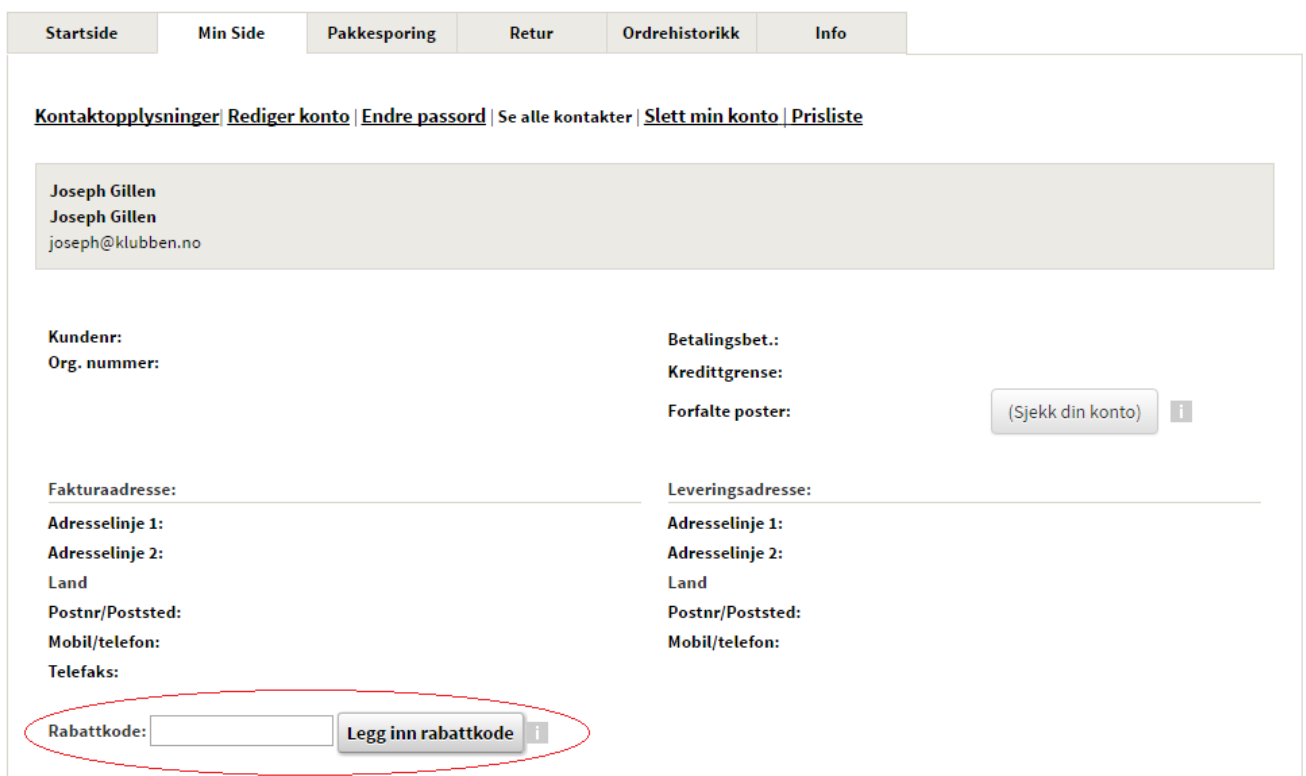 Startside Min Side Pakkesporing Retur Ordrehistorikk Info
Kontaktopplysninger| Rediger konto | Endre passord | Se alle kontakter | Slett min konto | Prisliste
Joseph Gillen
Joseph Gillen
joseph@klubben.no
Kundenr:
Org. nummer:
Betalingsbet.:
Kredittgrense:
Forfalte poster: (Sjekk din konto) i
Fakturaadresse:
Adresselinje 1:
Adresselinje 2:
Land
Postnr/Poststed:
Mobil/telefon:
Telefaks:
Leveringsadresse:
Adresselinje 1:
Adresselinje 2:
Land
Postnr/Poststed:
Mobil/telefon:
Rabattkode: Legg inn rabattkode i